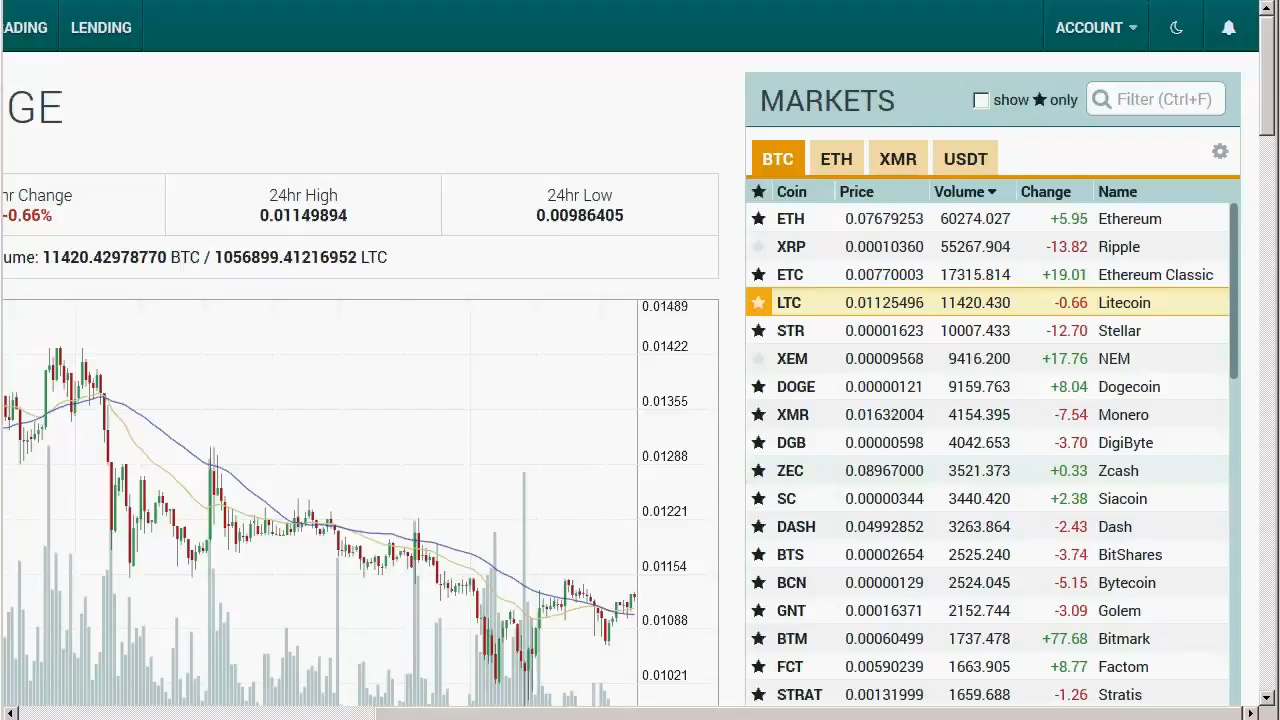 ADING LENDING ACCOUNT
GE
hr Change 24hr High 24hr Low
-0.66% 0.01149894 0.00986405
ume: 11420.42978770 BTC / 1056899.41216952 LTC
0.01489
0.01422
0.01355
0.01288
0.01221
0.01154
0.01088
0.01021
MARKETS show ★ only Filter (Ctrl+F)
BTC ETH XMR USDT
★ Coin Price Volume Change Name
ETH 0.07679253 60274.027 +5.95 Ethereum
XRP 0.00010360 55267.904 -13.82 Ripple
ETC 0.00770003 17315.814 +19.01 Ethereum Classic
LTC 0.01125496 11420.430 -0.66 Litecoin
STR 0.00001623 10007.433 -12.70 Stellar
XEM 0.00009568 9416.200 +17.76 NEM
DOGE 0.00000121 9159.763 +8.04 Dogecoin
XMR 0.01632004 4154.395 -7.54 Monero
DGB 0.00000598 4042.653 -3.70 DigiByte
ZEC 0.08967000 3521.373 +0.33 Zcash
SC 0.00000344 3440.420 +2.38 Siacoin
DASH 0.04992852 3263.864 -2.43 Dash
BTS 0.00002654 2525.240 -3.74 BitShares
BCN 0.00000129 2524.045 -5.15 Bytecoin
GNT 0.00016371 2152.744 -3.09 Golem
BTM 0.00060499 1737.478 +77.68 Bitmark
FCT 0.00590239 1663.905 +8.77 Factom
STRAT 0.00131999 1659.688 -1.26 Stratis